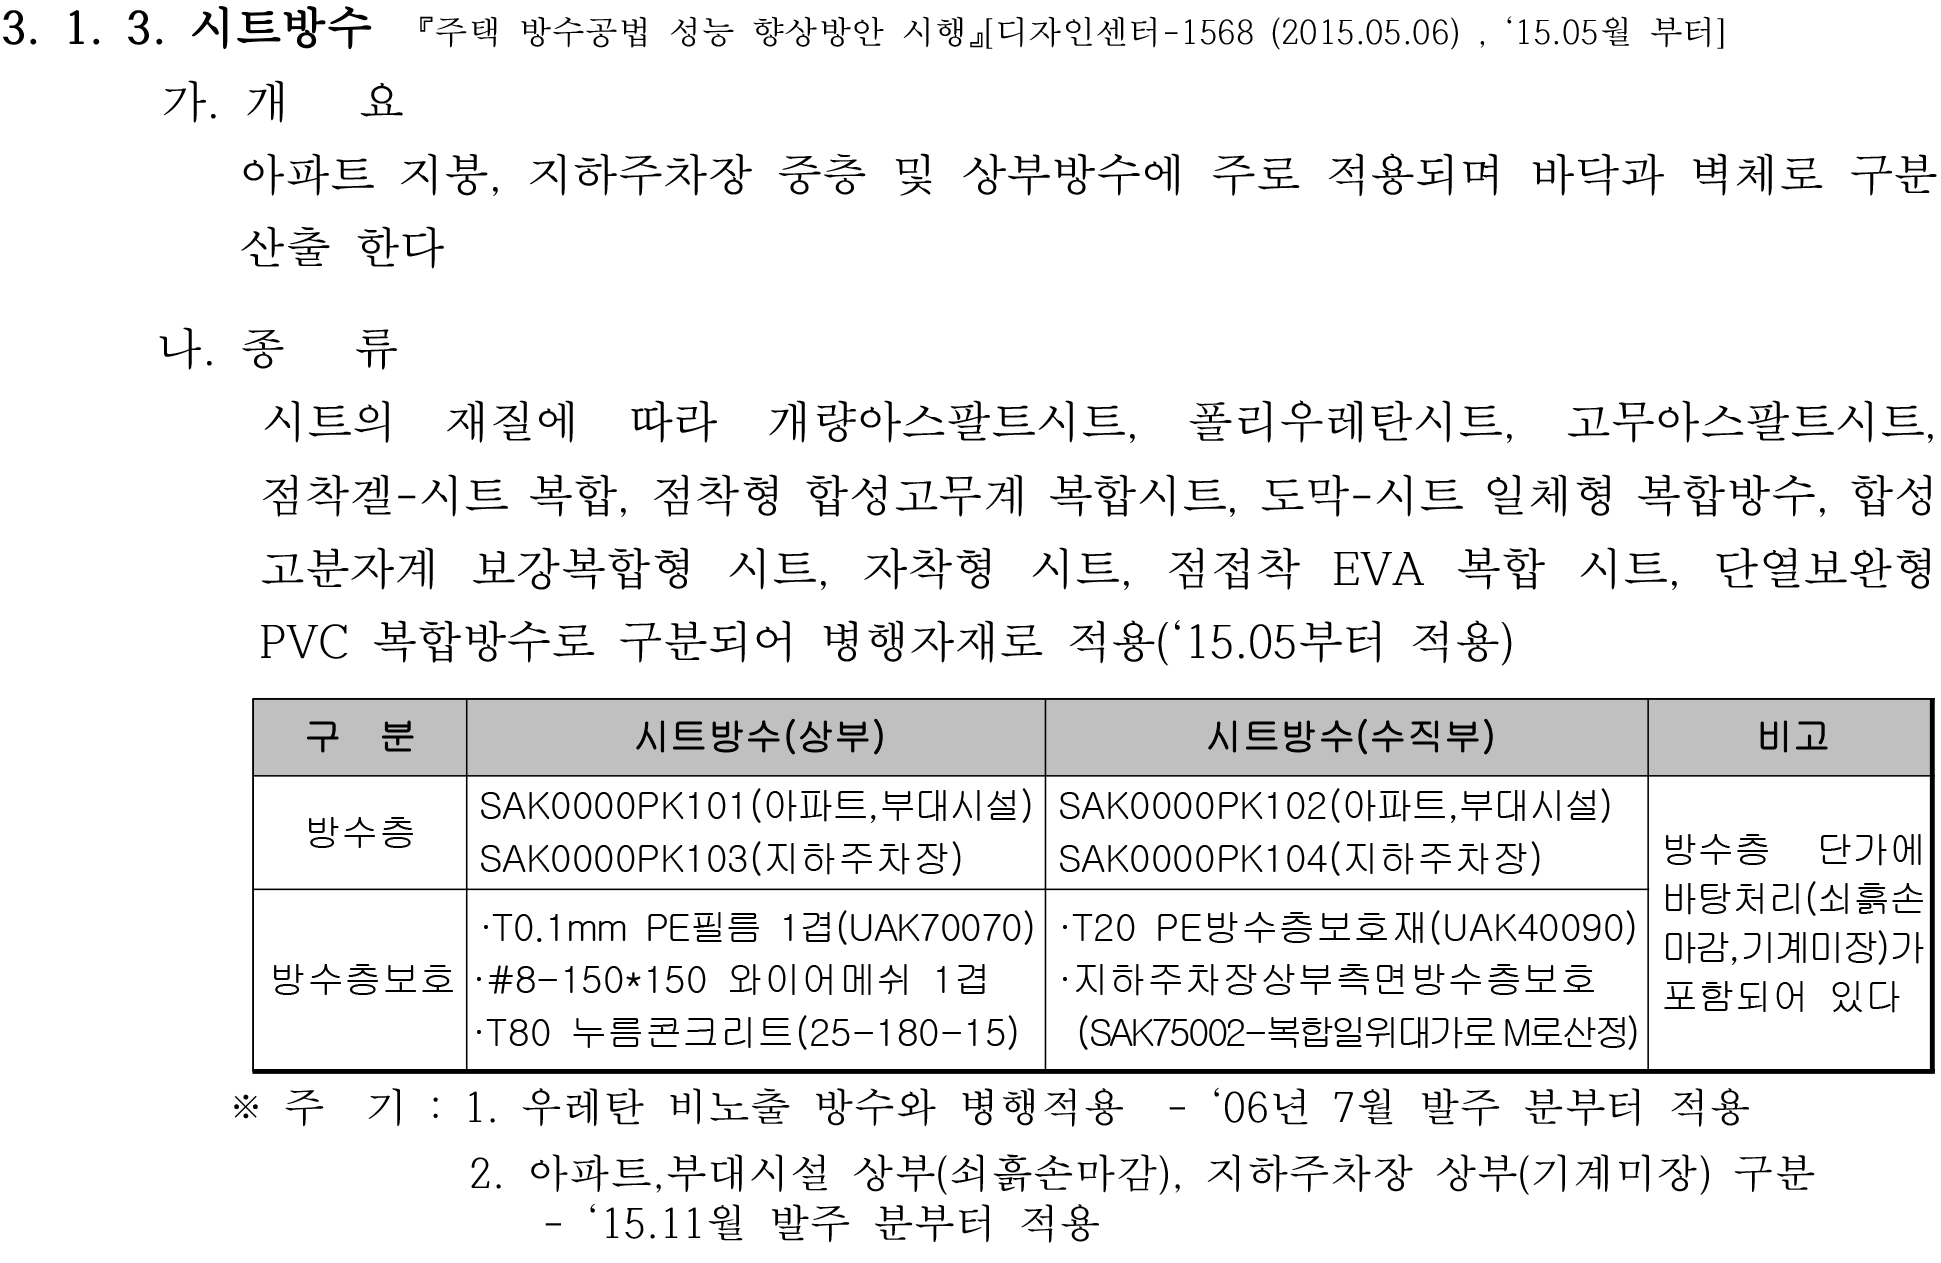 3. 1. 3. 시트방수 『주택 방수공법 성능 향상방안 시행』[디자인센터-1568 (2015.05.06) , ‘15.05월 부터]
가. 개 요
아파트 지붕, 지하주차장 중층 및 상부방수에 주로 적용되며 바닥과 벽체로 구분
산출 한다
나. 종 류
시트의 재질에 따라 개량아스팔트시트, 폴리우레탄시트, 고무아스팔트시트,
점착겔-시트 복합, 점착형 합성고무계 복합시트, 도막-시트 일체형 복합방수, 합성
고분자계 보강복합형 시트, 자착형 시트, 점접착 EVA 복합 시트, 단열보완형
PVC 복합방수로 구분되어 병행자재로 적용(‘15.05부터 적용)
구 분 시트방수(상부) 시트방수(수직부) 비고
방수층
SAK0000PK101(아파트,부대시설)
SAK0000PK103(지하주차장)
SAK0000PK102(아파트,부대시설)
SAK0000PK104(지하주차장)
방수층 단가에
바탕처리(쇠흙손
마감,기계미장)가
포함되어 있다
방수층보호
·T0.1mm PE필름 1겹(UAK70070)
·#8-150*150 와이어메쉬 1겹
·T80 누름콘크리트(25-180-15)
·T20 PE방수층보호재(UAK40090)
·지하주차장상부측면방수층보호
(SAK75002-복합일위대가로 M로산정)
※ 주 기 : 1. 우레탄 비노출 방수와 병행적용 - ‘06년 7월 발주 분부터 적용
2. 아파트,부대시설 상부(쇠흙손마감), 지하주차장 상부(기계미장) 구분
- ‘15.11월 발주 분부터 적용